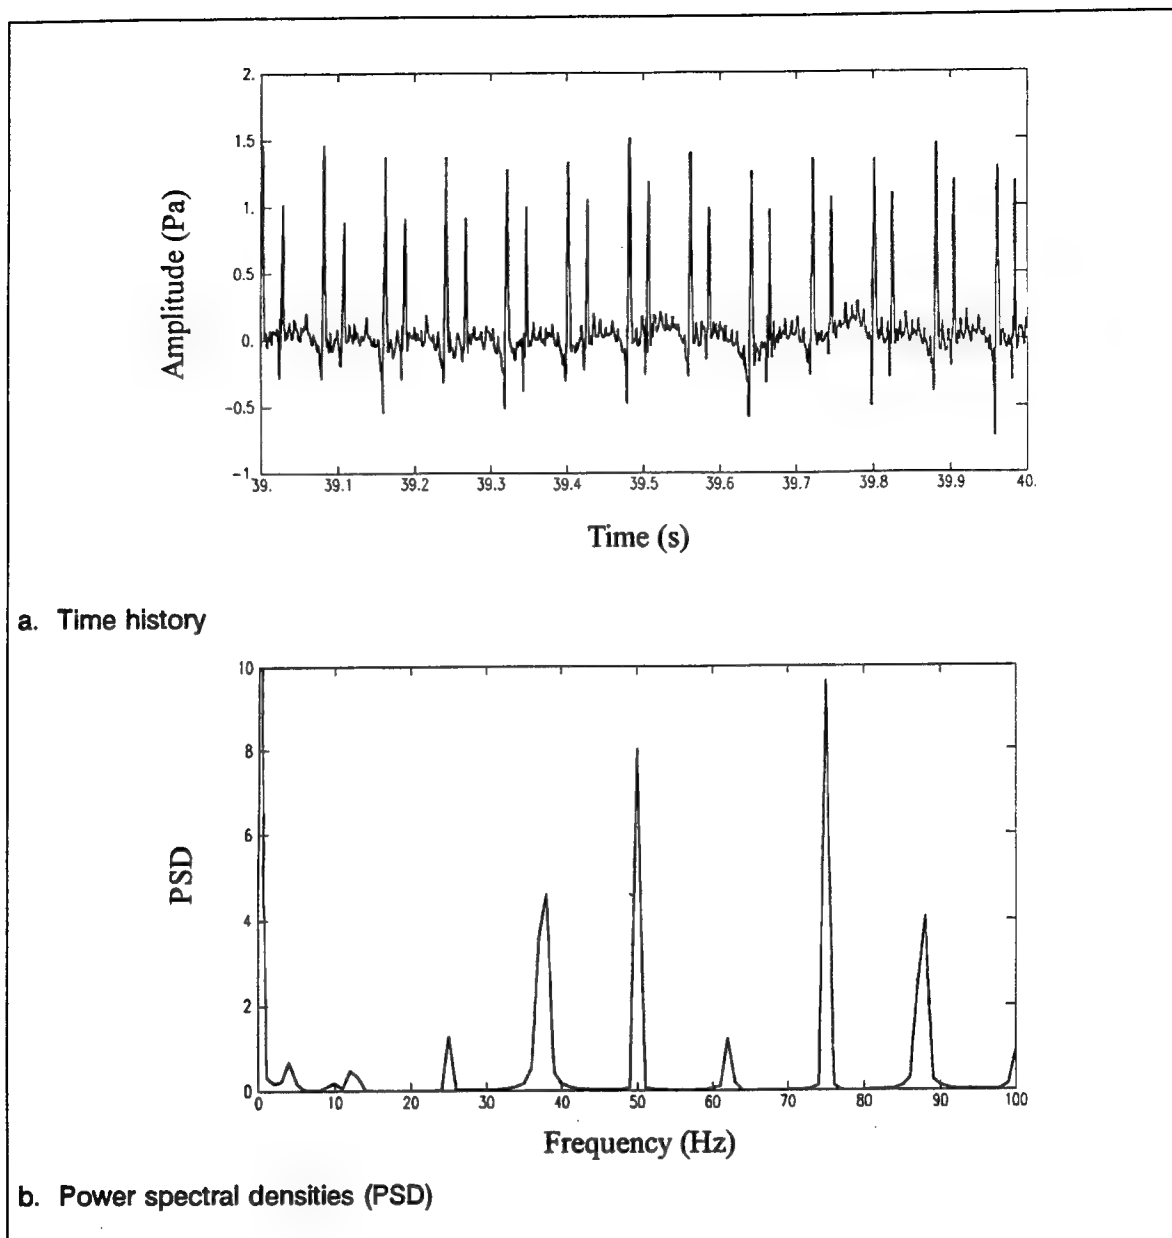 2.
1.5
1.
0.5
0.
-0.5
-1.
Amplitude (Pa)
39. 39.1 39.2 39.3 39.4 39.5 39.6 39.7 39.8 39.9 40.
Time (s)
a. Time history
10
8
6
4
2
0
PSD
0 10 20 30 40 50 60 70 80 90 100
Frequency (Hz)
b. Power spectral densities (PSD)